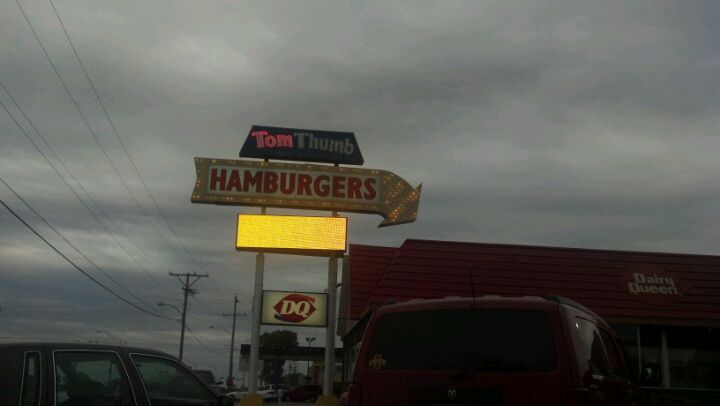 Tom Thumb
HAMBURGERS
DQ
Dairy
Queen